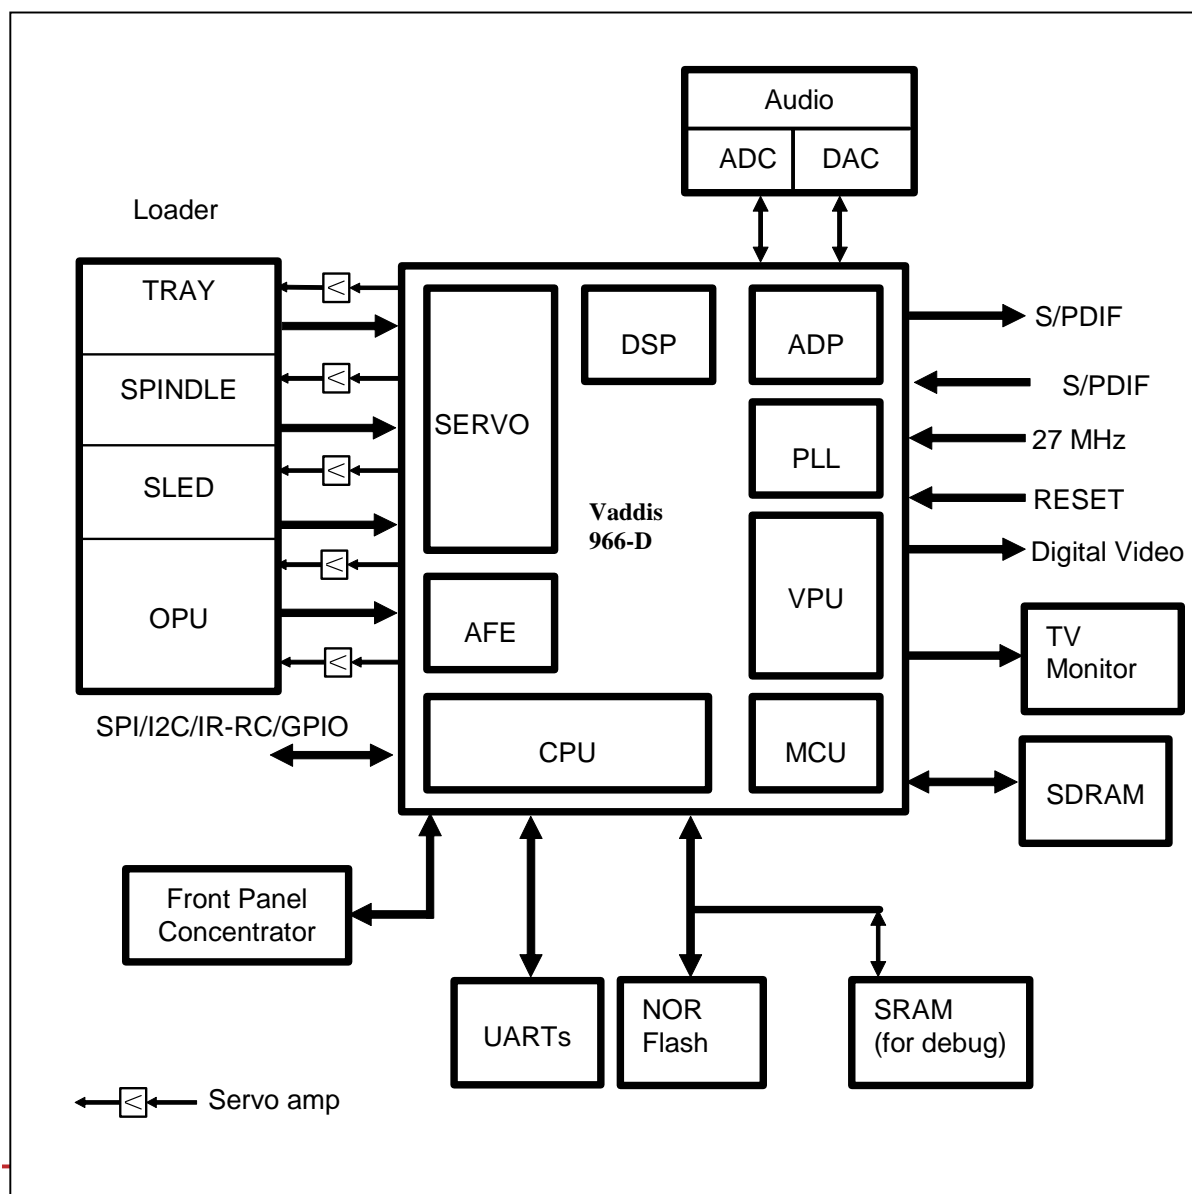 Audio
ADC DAC
Loader
TRAY
SPINDLE
SLED
OPU
SERVO
DSP
ADP
PLL
Vaddis
966-D
VPU
AFE
CPU
MCU
S/PDIF
S/PDIF
27 MHz
RESET
Digital Video
TV
Monitor
SDRAM
SPI/I2C/IR-RC/GPIO
Front Panel
Concentrator
UARTs
NOR
Flash
SRAM
(for debug)
Servo amp